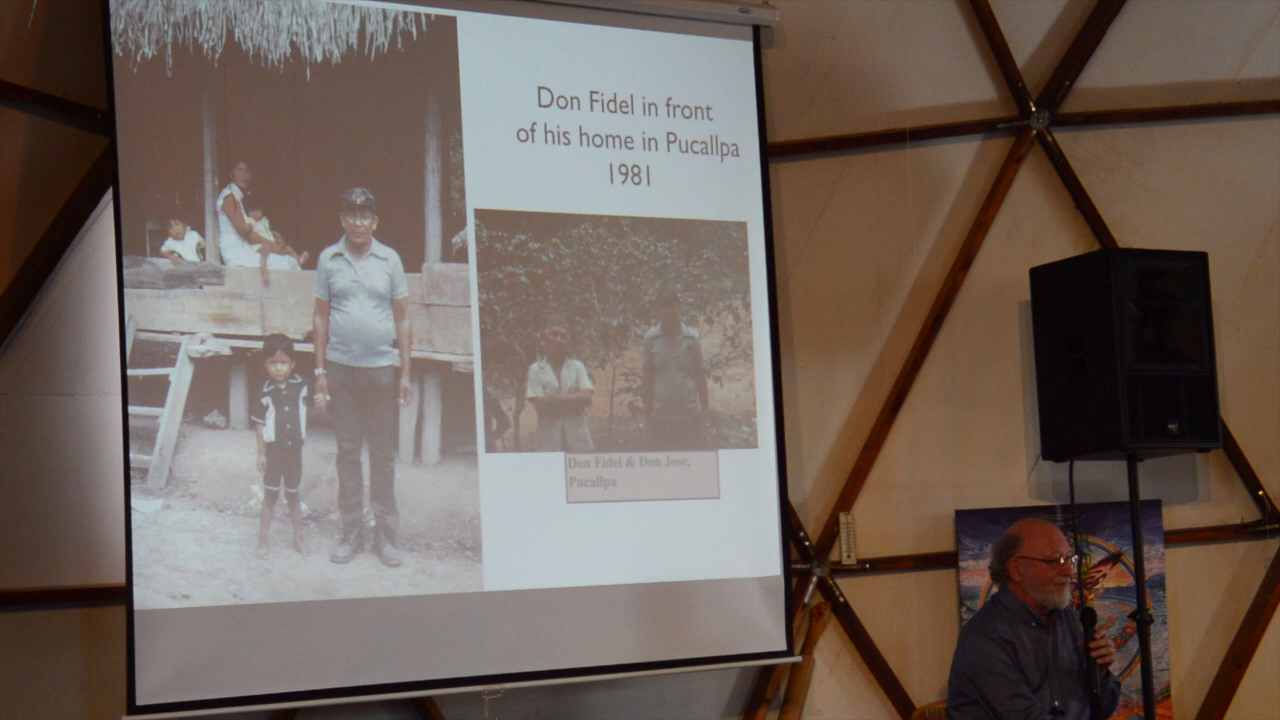 Don Fidel in front
of his home in Pucallpa
1981
Don Fidel & Don Jose,
Pucallpa